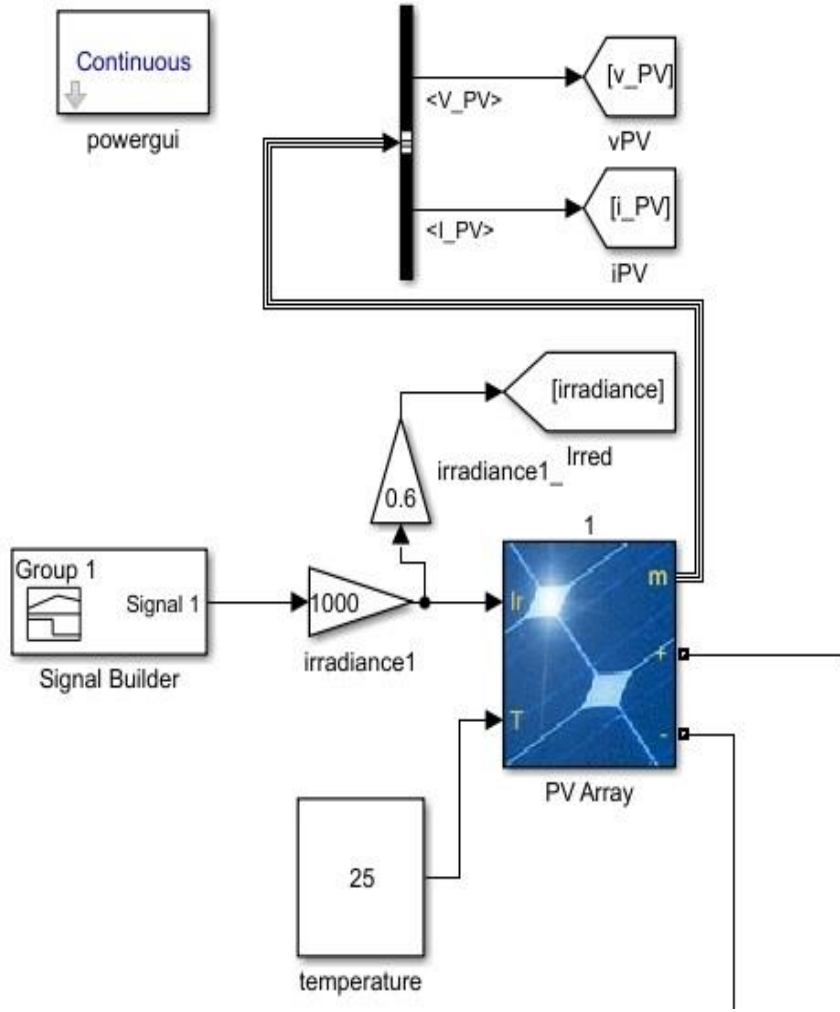 Continuous
powergui
<V_PV>
[v_PV]
vPV
<I_PV>
[i_PV]
iPV
[irradiance]
Irred
irradiance1_
0.6
1
Group 1
Signal 1
Signal Builder
1000
irradiance1
Ir
m
+
T
-
PV Array
25
temperature